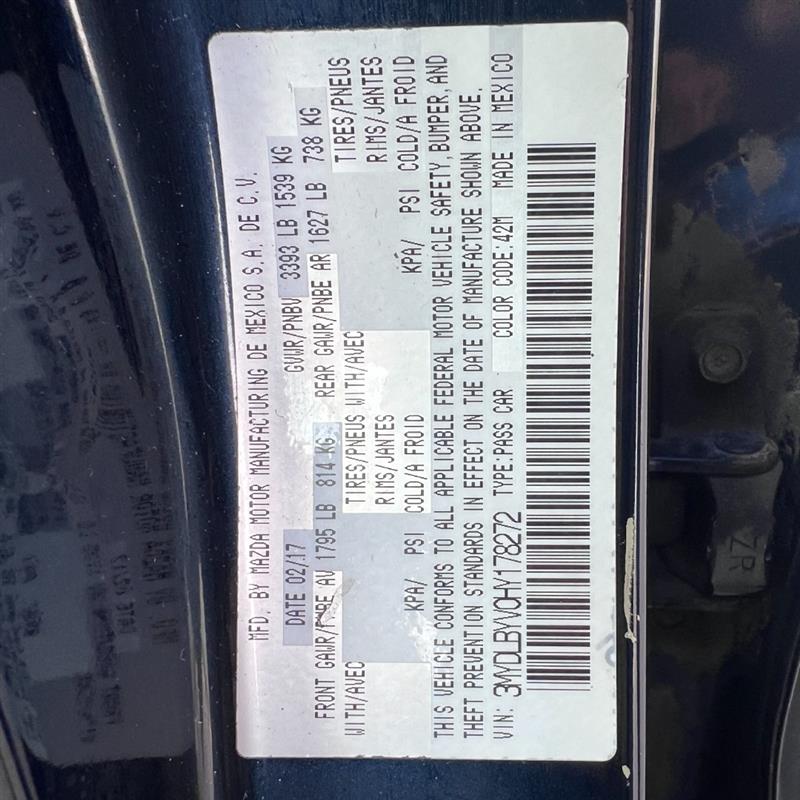 MFD. BY MAZDA MOTOR MANUFACTURING DE MEXICO S.A. DE C.V.
DATE 02/17 GVWR/PNBV 3393 LB 1539 KG
FRONT GAWR/PNBE AV 1795 LB 814 KG REAR GAWR/PNBE AR 1627 LB 738 KG
WITH/AVEC TIRES/PNEUS WITH/AVEC TIRES/PNEUS
RIMS/JANTES RIMS/JANTES
KPA/ PSI COLD/A FROID KPA/ PSI COLD/A FROID
THIS VEHICLE CONFORMS TO ALL APPLICABLE FEDERAL MOTOR VEHICLE SAFETY, BUMPER, AND
THEFT PREVENTION STANDARDS IN EFFECT ON THE DATE OF MANUFACTURE SHOWN ABOVE.
VIN: 3MYDLBYV0HY178272 TYPE:PASS CAR COLOR CODE:42M MADE IN MEXICO
ZR